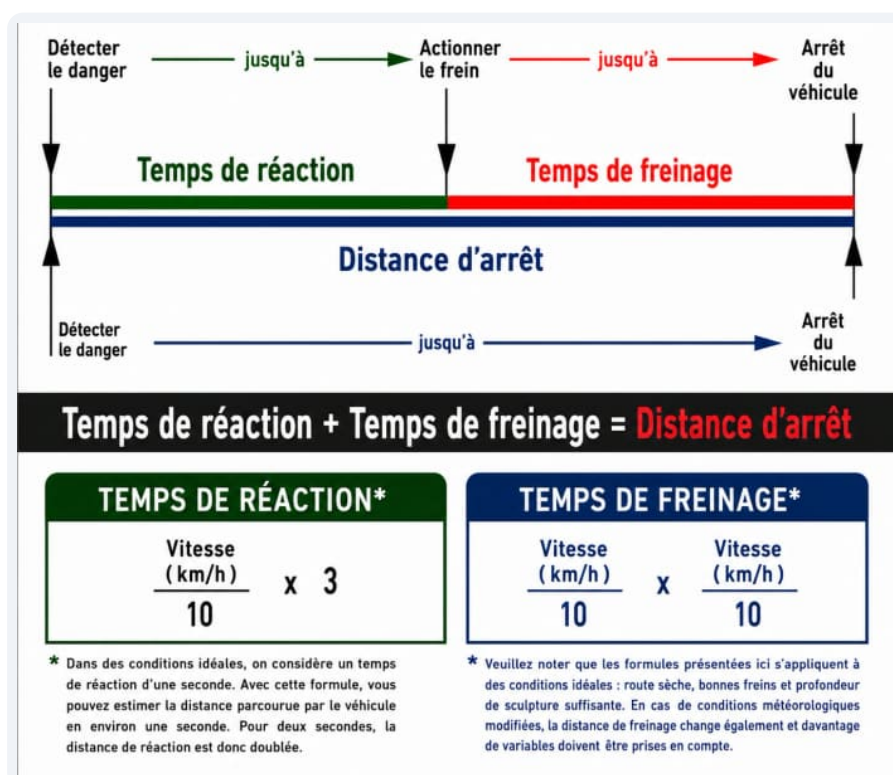 Détecter
le danger
jusqu'à
Actionner
le frein
jusqu'à
Arrêt
du
véhicule
Temps de réaction
Temps de freinage
Distance d'arrêt
Détecter
le danger
jusqu'à
Arrêt
du
véhicule
Temps de réaction + Temps de freinage = Distance d'arrêt
TEMPS DE RÉACTION*
Vitesse
(km/h)
10
x 3
* Dans des conditions idéales, on considère un temps
de réaction d'une seconde. Avec cette formule, vous
pouvez estimer la distance parcourue par le véhicule
en environ une seconde. Pour deux secondes, la
distance de réaction est donc doublée.
TEMPS DE FREINAGE*
Vitesse
(km/h)
10
x
Vitesse
(km/h)
10
* Veuillez noter que les formules présentées ici s'appliquent à
des conditions idéales : route sèche, bonnes freins et profondeur
de sculpture suffisante. En cas de conditions météorologiques
modifiées, la distance de freinage change également et davantage
de variables doivent être prises en compte.